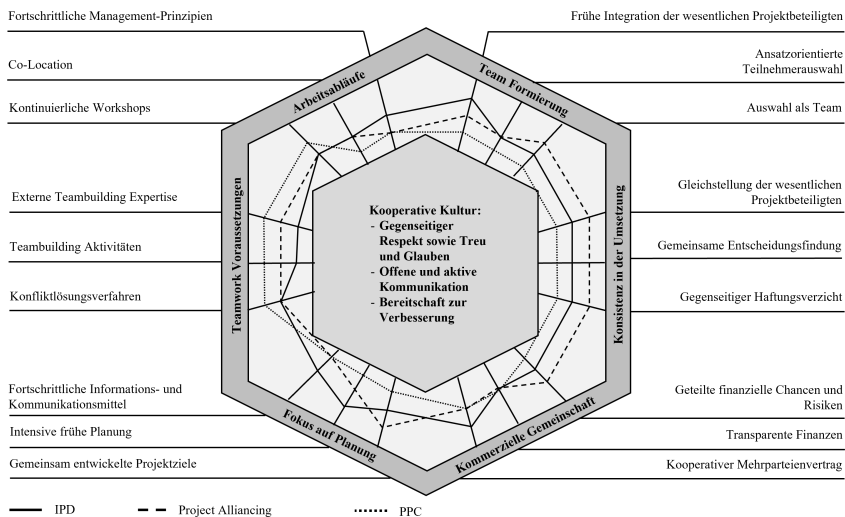 Fortschrittliche Management-Prinzipien
Co-Location
Kontinuierliche Workshops
Externe Teambuilding Expertise
Teambuilding Aktivitäten
Konfliktlösungsverfahren
Fortschrittliche Informations- und
Kommunikationsmittel
Intensive frühe Planung
Gemeinsam entwickelte Projektziele
Arbeitsabläufe
Team Formierung
Teamwork Voraussetzungen
Kooperative Kultur:
- Gegenseitiger
Respekt sowie Treu
und Glauben
- Offene und aktive
Kommunikation
- Bereitschaft zur
Verbesserung
Konsistenz in der Umsetzung
Fokus auf Planung
Kommerzielle Gemeinschaft
Frühe Integration der wesentlichen Projektbeteiligten
Ansatzorientierte
Teilnehmerauswahl
Auswahl als Team
Gleichstellung der wesentlichen
Projektbeteiligten
Gemeinsame Entscheidungsfindung
Gegenseitiger Haftungsverzicht
Geteilte finanzielle Chancen und
Risiken
Transparente Finanzen
Kooperativer Mehrparteienvertrag
IPD
Project Alliancing
PPC